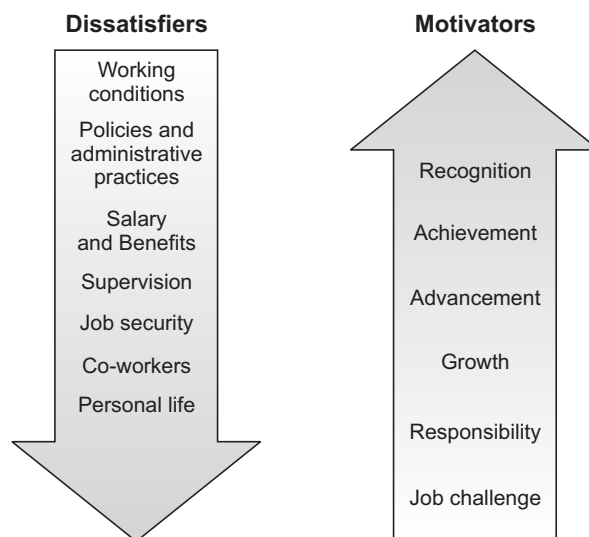 Dissatisfiers
Working
conditions
Policies and
administrative
practices
Salary
and Benefits
Supervision
Job security
Co-workers
Personal life
Motivators
Recognition
Achievement
Advancement
Growth
Responsibility
Job challenge